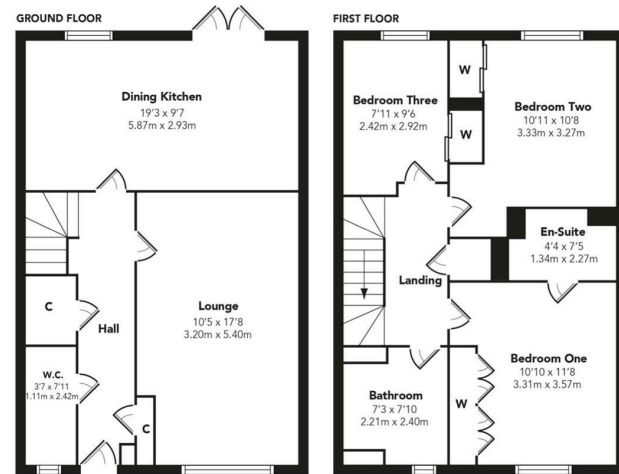 GROUND FLOOR
Dining Kitchen
19'3 x 9'7
5.87m x 2.93m
C
Hall
Lounge
10'5 x 17'8
3.20m x 5.40m
W.C.
3'7 x 7'11
1.11m x 2.42m
C
FIRST FLOOR
Bedroom Three
7'11 x 9'6
2.42m x 2.92m
W
W
Bedroom Two
10'11 x 10'8
3.33m x 3.27m
En-Suite
4'4 x 7'5
1.34m x 2.27m
Landing
Bedroom One
10'10 x 11'8
3.31m x 3.57m
Bathroom
7'3 x 7'10
2.21m x 2.40m
W